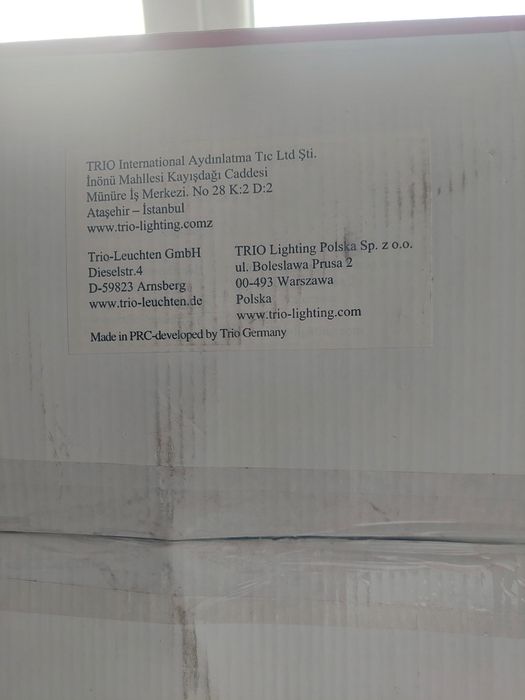 TRIO International Aydınlatma Tıc Ltd Şti.
İnönü Mahllesi Kayışdağı Caddesi
Münüre İş Merkezi. No 28 K:2 D:2
Ataşehir – İstanbul
www.trio-lighting.comz
Trio-Leuchten GmbH
Dieselstr.4
D-59823 Arnsberg
www.trio-leuchten.de
TRIO Lighting Polska Sp. z o.o.
ul. Boleslawa Prusa 2
00-493 Warszawa
Polska
www.trio-lighting.com
Made in PRC-developed by Trio Germany